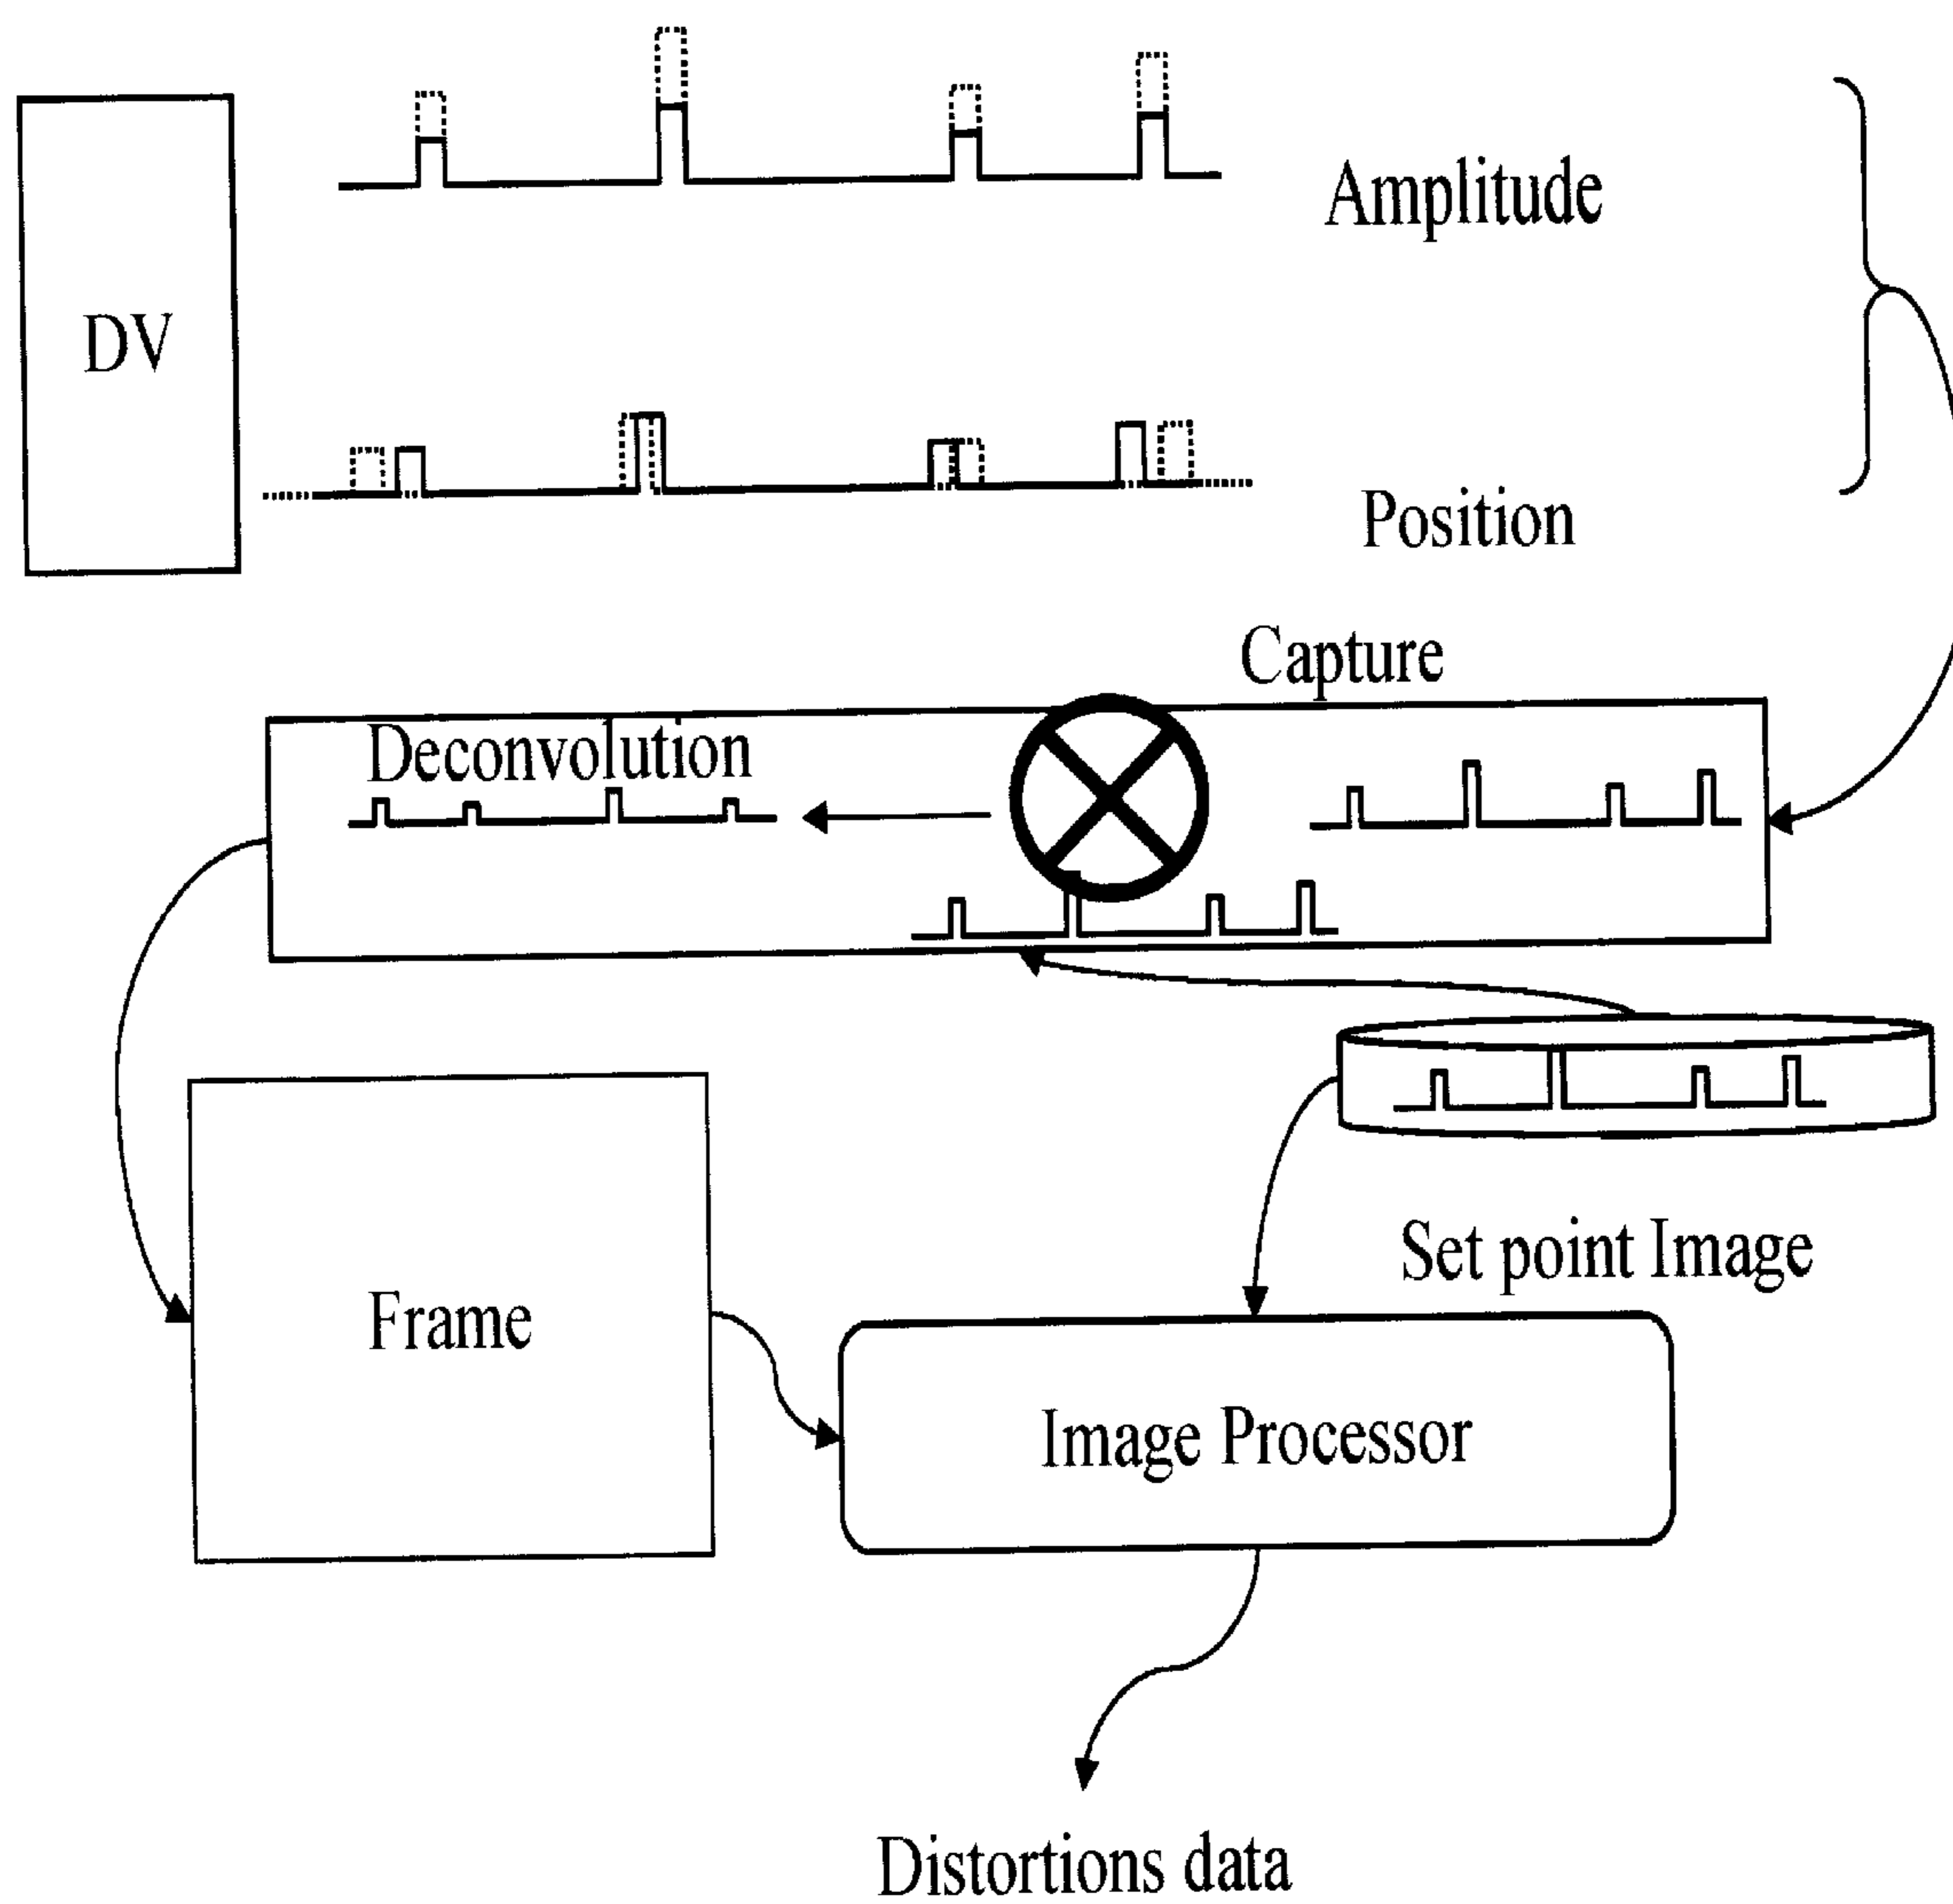 Amplitude
DV
Position
Capture
Deconvolution
Set point Image
Frame
Image Processor
Distortions data